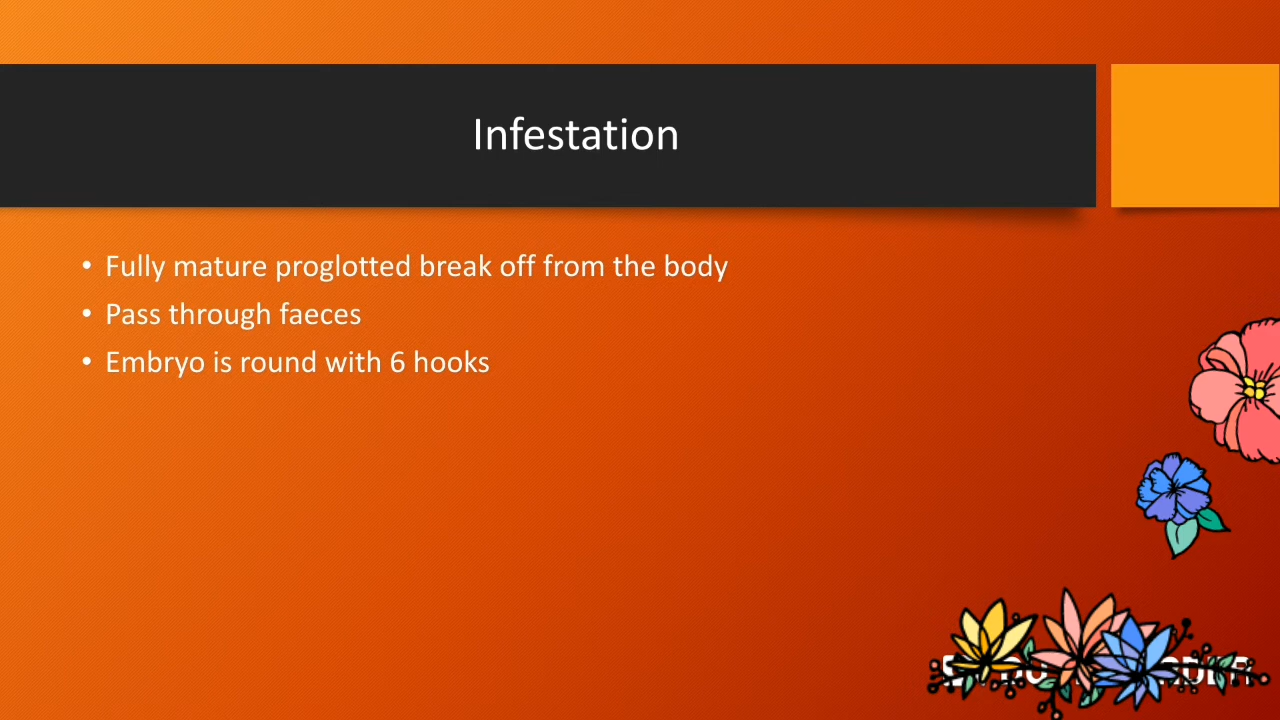 Infestation
• Fully mature proglotted break off from the body
• Pass through faeces
• Embryo is round with 6 hooks